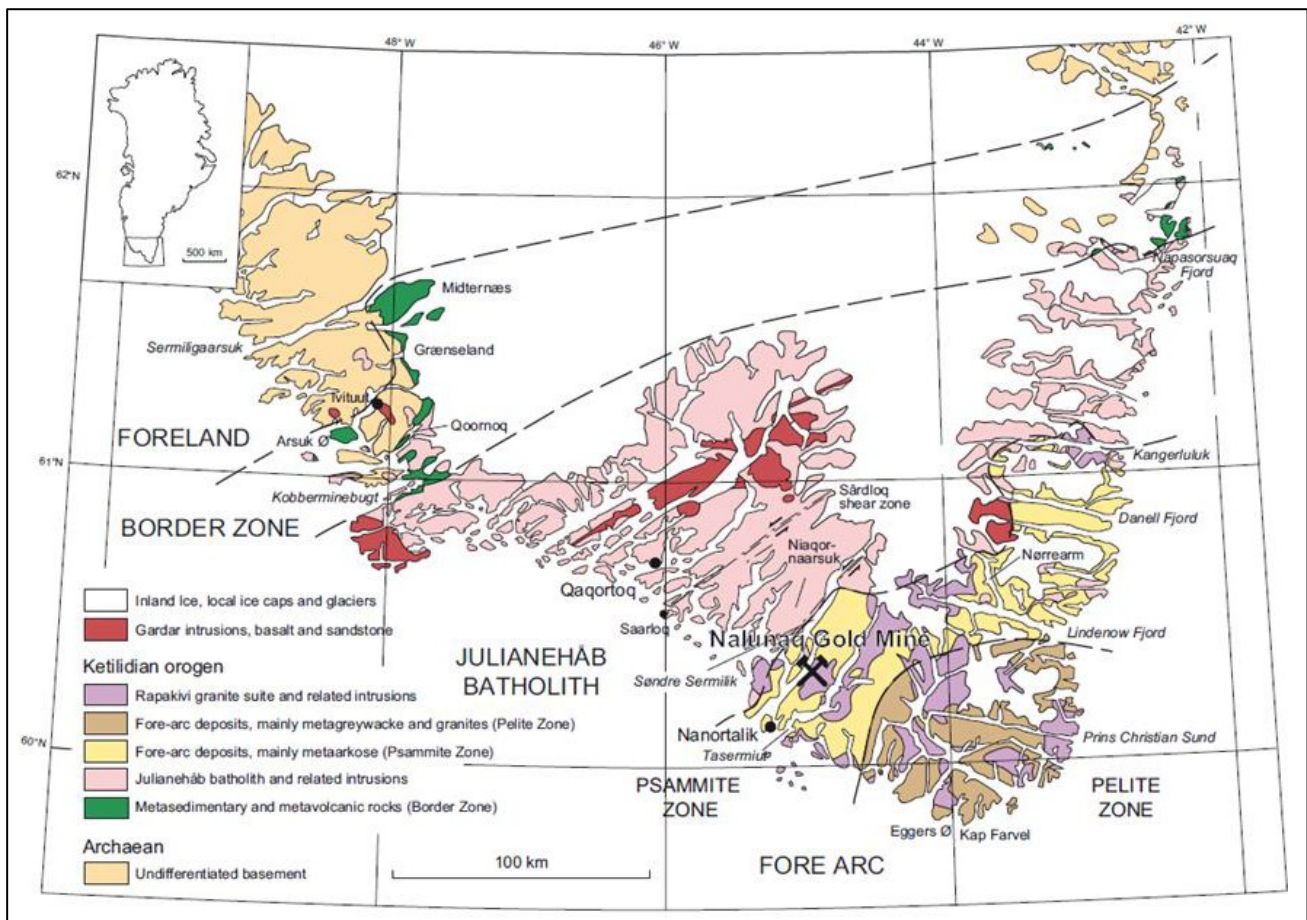 48° W
46° W
44° W
42° W
62°N
500 km
Napasorsuaq
Fjord
Midternæs
Sermiligaarsuk
Grænseland
Ivituut
FORELAND
Arsuk Ø
Qoornoq
61°N
Kangerluluk
Kobberminebugt
Sârdloq
shear zone
BORDER ZONE
Danell Fjord
Niaqor-
naarsuk
Nørrearm
Qaqortoq
Inland Ice, local ice caps and glaciers
Gardar intrusions, basalt and sandstone
Saarloq
Lindenow Fjord
Nalunaq Gold Mine
JULIANEHÅB
BATHOLITH
Søndre Sermilik
Ketilidian orogen
Rapakivi granite suite and related intrusions
Fore-arc deposits, mainly metagreywacke and granites (Pelite Zone)
Fore-arc deposits, mainly metaarkose (Psammite Zone)
Julianehåb batholith and related intrusions
Metasedimentary and metavolcanic rocks (Border Zone)
60°N
Nanortalik
Tasermiut
Prins Christian Sund
PSAMMITE
ZONE
PELITE
ZONE
Eggers Ø
Kap Farvel
Archaean
Undifferentiated basement
100 km
FORE ARC